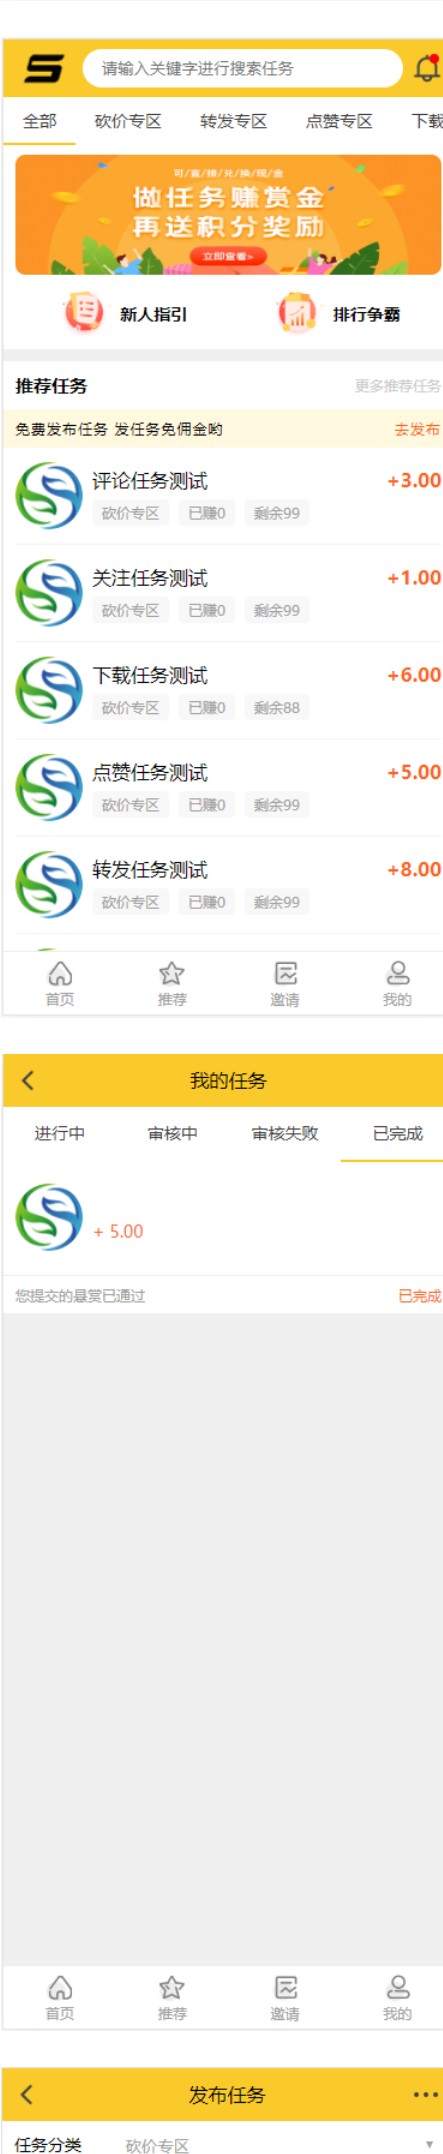 请输入关键字进行搜索任务
全部 砍价专区 转发专区 点赞专区 下载
可/直/接/兑/换/现/金
做任务赚赏金
再送积分奖励
立即查看>
新人指引 排行争霸
推荐任务 更多推荐任务
免费发布任务 发任务免佣金哟 去发布
评论任务测试 +3.00
砍价专区 已赚0 剩余99
关注任务测试 +1.00
砍价专区 已赚0 剩余99
下载任务测试 +6.00
砍价专区 已赚0 剩余88
点赞任务测试 +5.00
砍价专区 已赚0 剩余99
转发任务测试 +8.00
砍价专区 已赚0 剩余99
首页 推荐 邀请 我的
我的任务
进行中 审核中 审核失败 已完成
+ 5.00
您提交的悬赏已通过 已完成
首页 推荐 邀请 我的
发布任务
任务分类 砍价专区